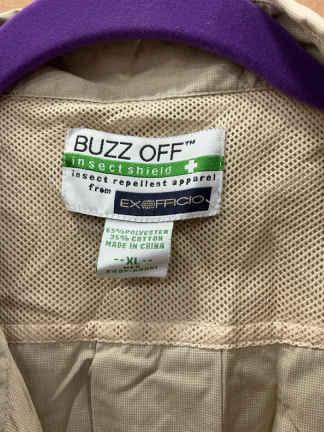 BUZZ OFF™
insect shield
insect repellent apparel
from EXOFFICIO
65%POLYESTER
35%COTTON
MADE IN CHINA
--XL--